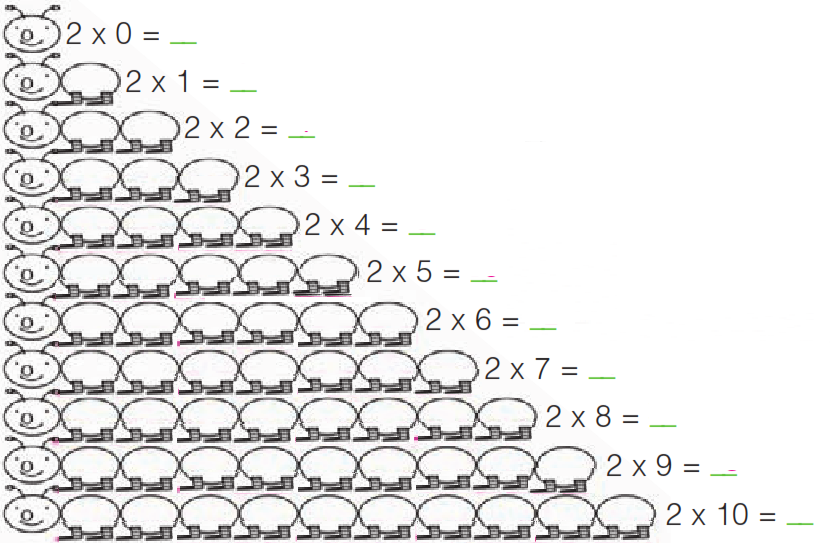 2 x 0 = __
2 x 1 = __
2 x 2 = __
2 x 3 = __
2 x 4 = __
2 x 5 = __
2 x 6 = __
2 x 7 = __
2 x 8 = __
2 x 9 = __
2 x 10 = __